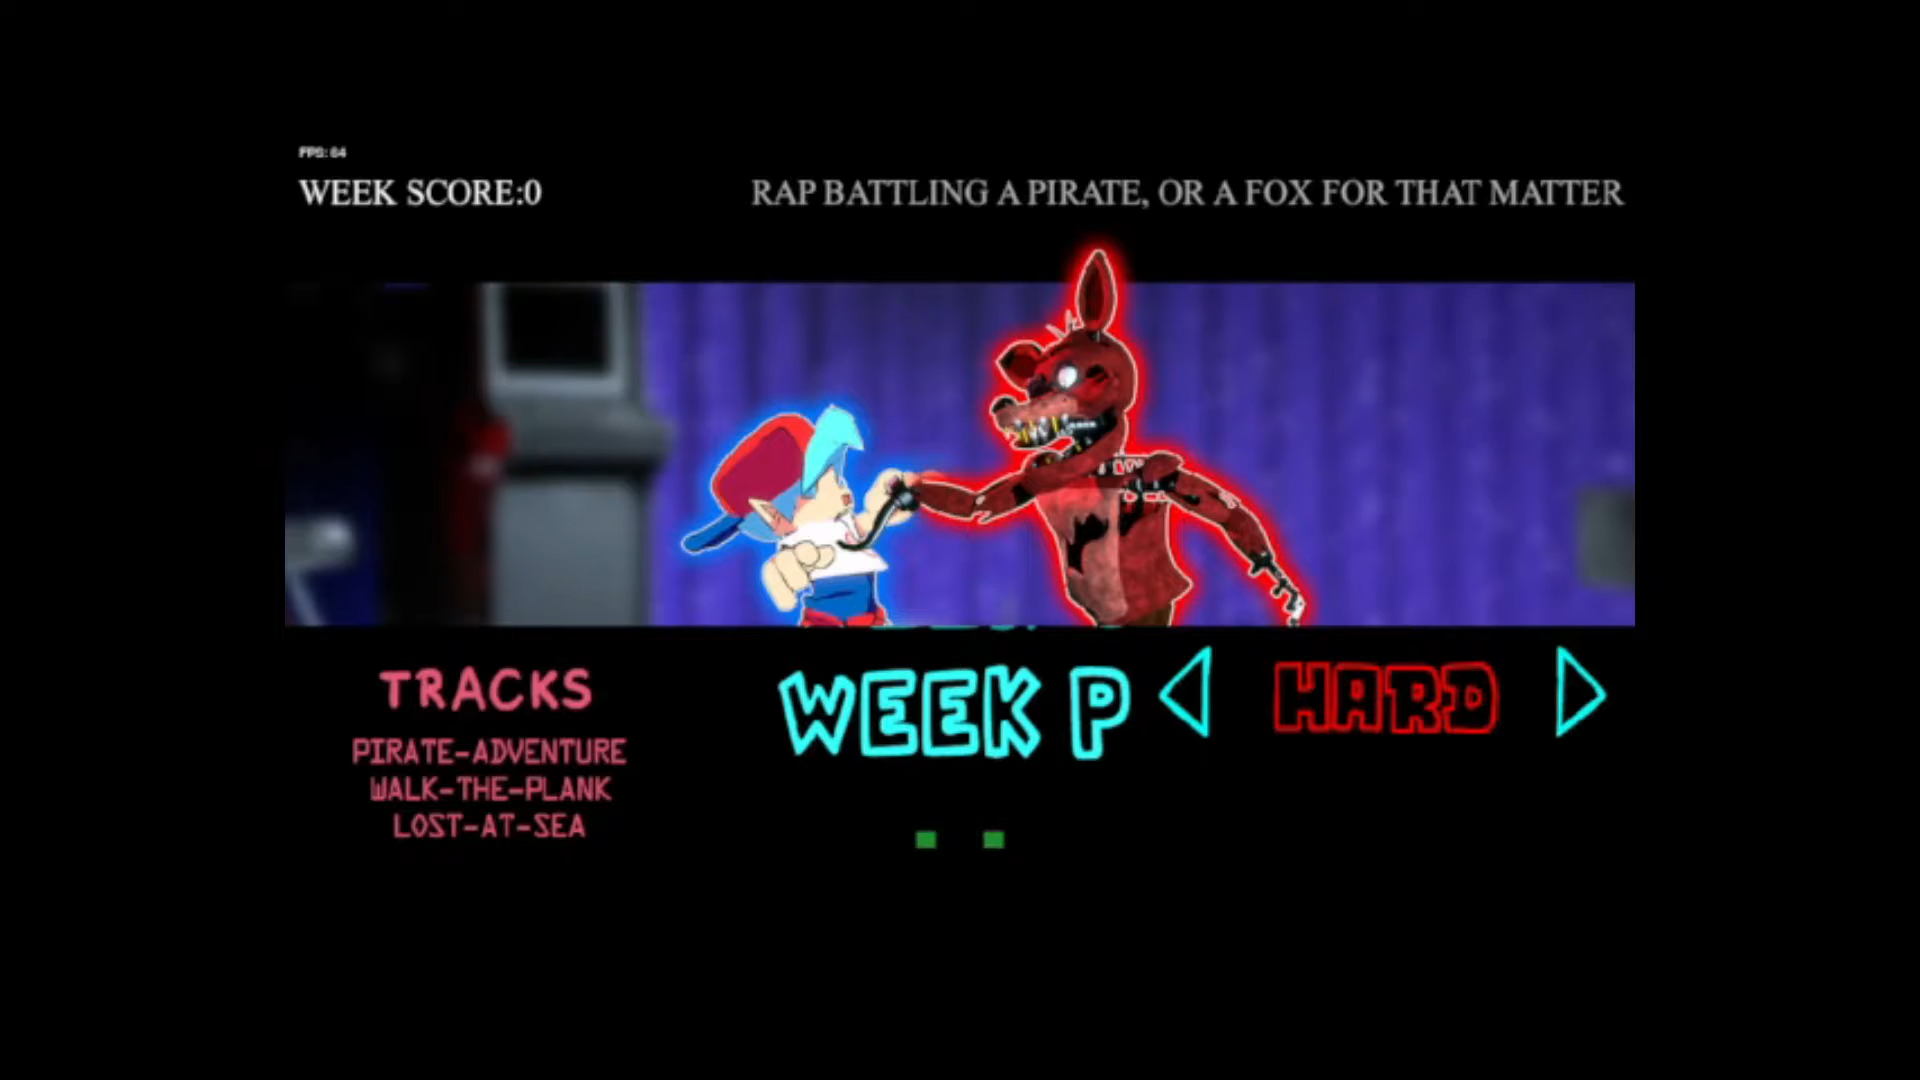 FPS: 64
WEEK SCORE:0
RAP BATTLING A PIRATE, OR A FOX FOR THAT MATTER
TRACKS
PIRATE-ADVENTURE
WALK-THE-PLANK
LOST-AT-SEA
WEEK P
HARD